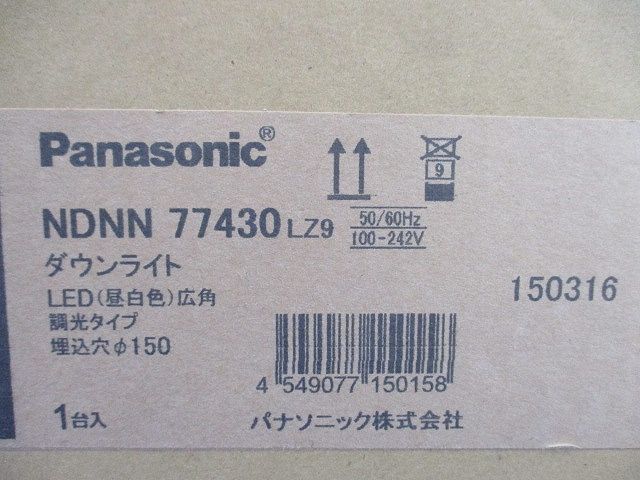 Panasonic®
9
NDNN 77430 LZ9
50/60Hz
100-242V
ダウンライト
LED(昼白色)広角
調光タイプ
埋込穴φ150
150316
4 549077 150158
1台入
パナソニック株式会社